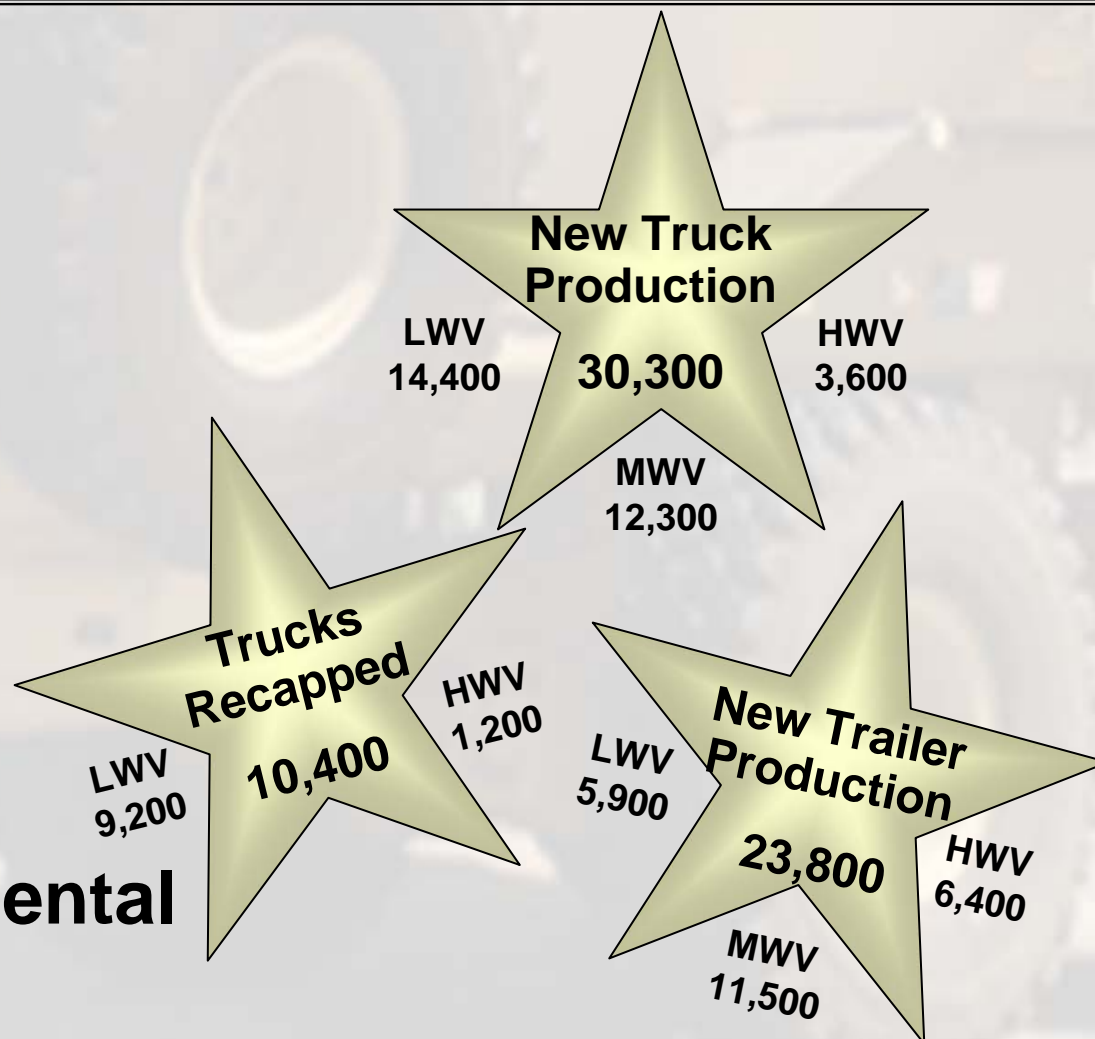 New Truck
Production
30,300
LWV
14,400
HWV
3,600
MWV
12,300
Trucks
Recapped
10,400
HWV
1,200
LWV
9,200
New Trailer
Production
23,800
LWV
5,900
HWV
6,400
MWV
11,500
ental